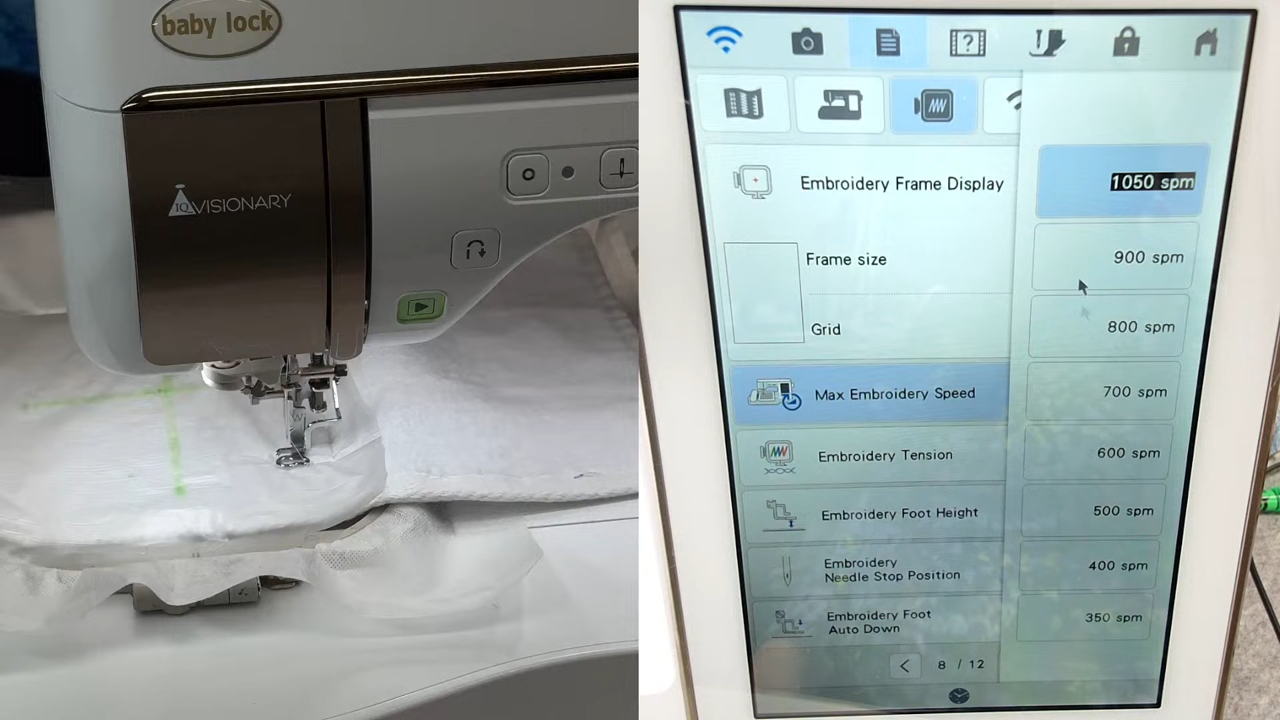 baby lock
IQ VISIONARY
W
?
Embroidery Frame Display
1050 spm
Frame size
900 spm
Grid
800 spm
Max Embroidery Speed
700 spm
Embroidery Tension
600 spm
Embroidery Foot Height
500 spm
Embroidery
Needle Stop Position
400 spm
Embroidery Foot
Auto Down
350 spm
< 8 / 12